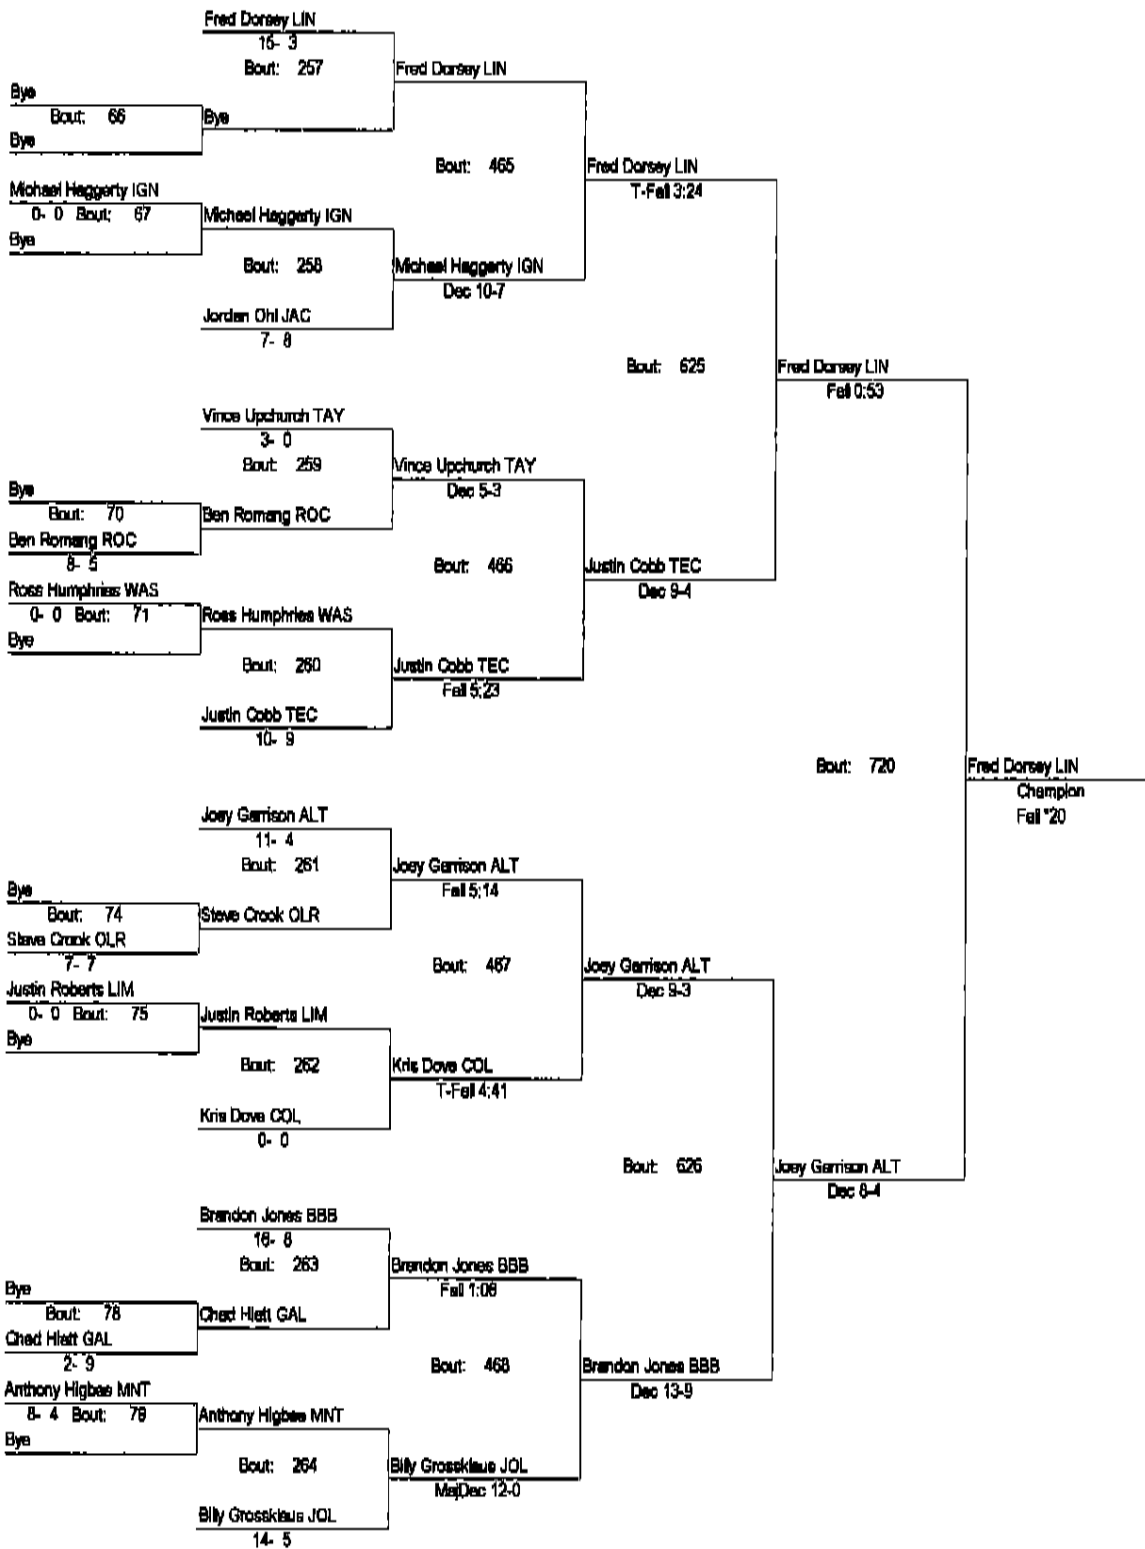 Fred Dorsey LIN
15- 3
Bout: 257
Fred Dorsey LIN
Bye
Bout: 66
Bye
Bye
Bout: 465
Fred Dorsey LIN
T-Fall 3:24
Michael Haggerty IGN
0- 0 Bout: 67
Michael Haggerty IGN
Bye
Bout: 258
Michael Haggerty IGN
Dec 10-7
Jordan Ohl JAC
7- 8
Bout: 625
Fred Dorsey LIN
Fall 0:53
Vince Upchurch TAY
3- 0
Bout: 259
Vince Upchurch TAY
Dec 5-3
Bye
Bout: 70
Ben Romang ROC
Ben Romang ROC
8- 5
Bout: 466
Justin Cobb TEC
Dec 9-4
Ross Humphries WAS
0- 0 Bout: 71
Ross Humphries WAS
Bye
Bout: 260
Justin Cobb TEC
Fall 5:23
Justin Cobb TEC
10- 9
Bout: 720
Fred Dorsey LIN
Champion
Fall *20
Joey Garrison ALT
11- 4
Bout: 261
Joey Garrison ALT
Fall 5:14
Bye
Bout: 74
Steve Crook OLR
Steve Crook OLR
7- 7
Bout: 467
Joey Garrison ALT
Dec 9-3
Justin Roberts LIM
0- 0 Bout: 75
Justin Roberts LIM
Bye
Bout: 262
Kris Dove COL
T-Fall 4:41
Kris Dove COL
0- 0
Bout: 626
Joey Garrison ALT
Dec 8-4
Brandon Jones BBB
16- 8
Bout: 263
Brandon Jones BBB
Fall 1:06
Bye
Bout: 78
Chad Hiatt GAL
Chad Hiatt GAL
2- 9
Bout: 468
Brandon Jones BBB
Dec 13-9
Anthony Higbee MNT
8- 4 Bout: 79
Anthony Higbee MNT
Bye
Bout: 264
Billy Grossklaus JOL
MajDec 12-0
Billy Grossklaus JOL
14- 5